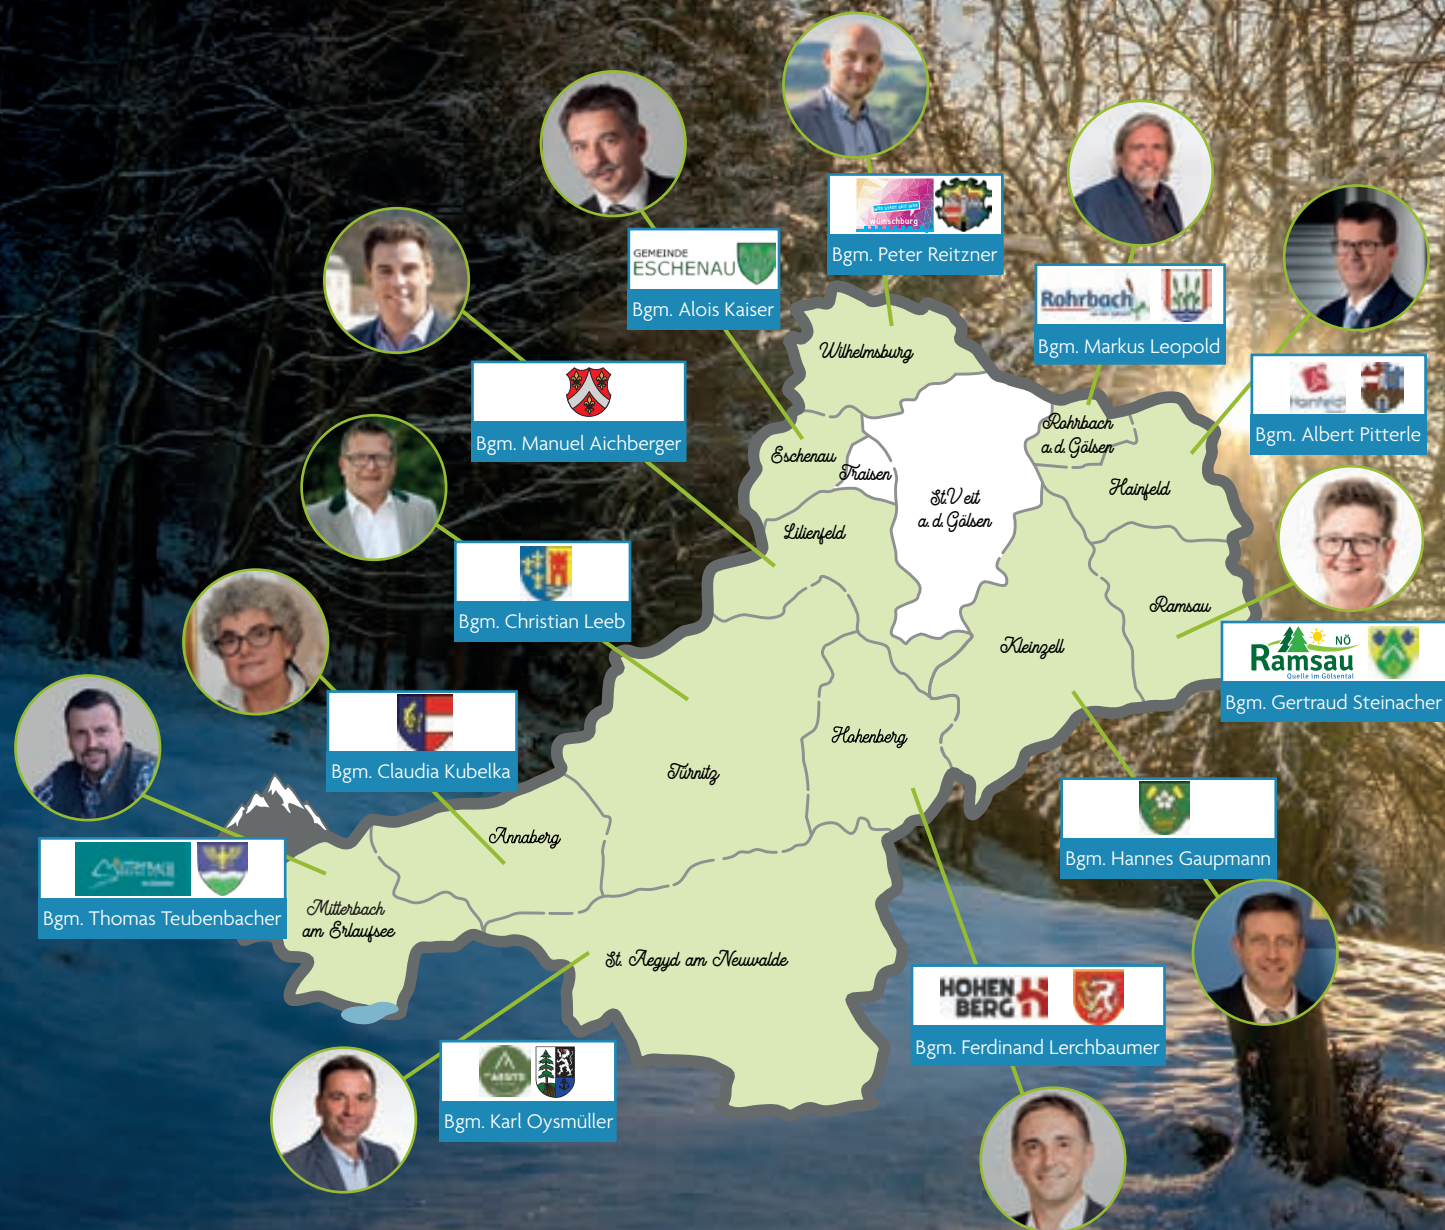 Bgm. Peter Reitzner
wünschburg
GEMEINDE
ESCHENAU
Bgm. Alois Kaiser
Rohrbach
Bgm. Markus Leopold
Hainfeld
Bgm. Albert Pitterle
Bgm. Manuel Aichberger
Bgm. Christian Leeb
Bgm. Claudia Kubelka
Bgm. Thomas Teubenbacher
Bgm. Karl Oysmüller
HOHEN
BERG
Bgm. Ferdinand Lerchbaumer
Bgm. Hannes Gaupmann
NÖ
Ramsau
Quelle im Gölsental
Bgm. Gertraud Steinacher
Wilhelmsburg
Rohrbach
a.d. Gölsen
Eschenau
Traisen
Hainfeld
St.Veit
a.d. Gölsen
Lilienfeld
Ramsau
Kleinzell
Hohenberg
Türnitz
Annaberg
Mitterbach
am Erlaufsee
St. Aegyd am Neuwalde